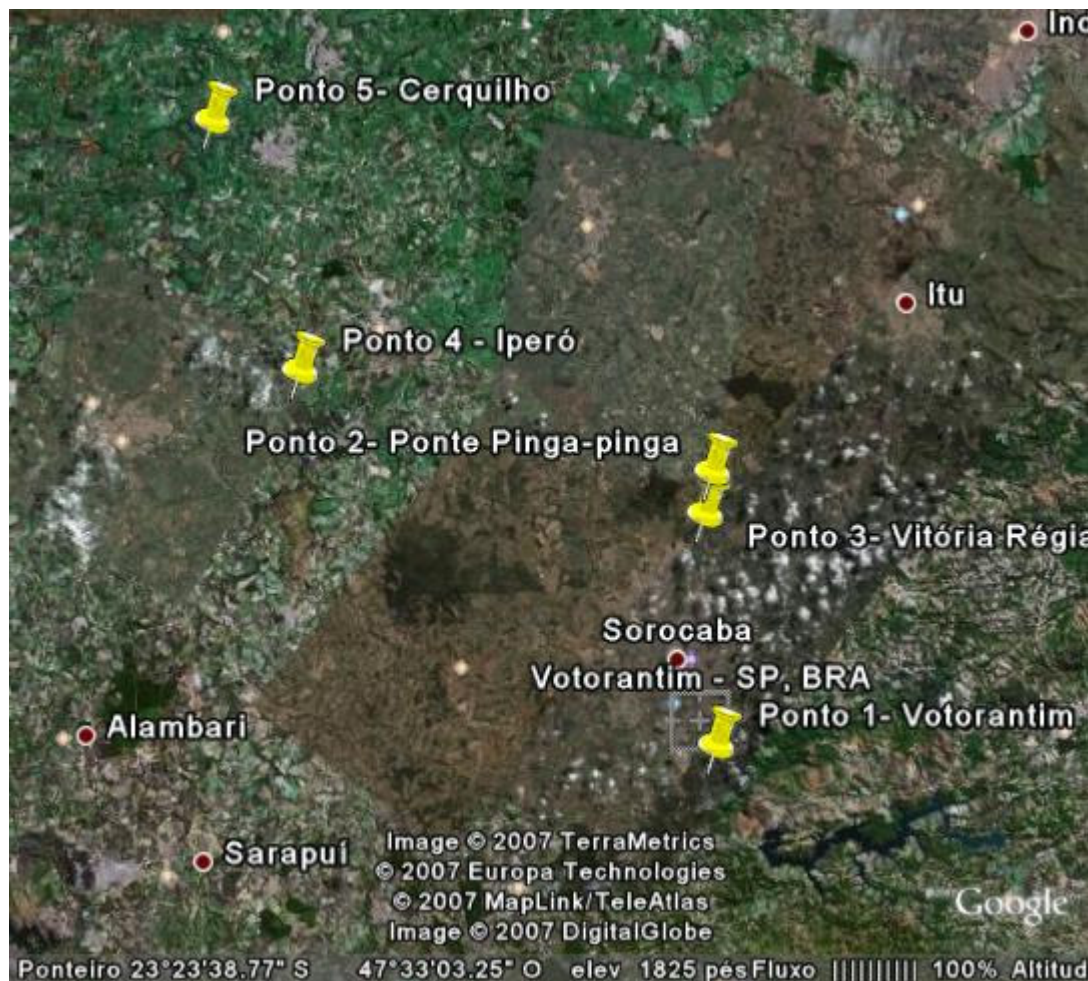 Ind
Ponto 5- Cerquilho
Itu
Ponto 4 - Iperó
Ponto 2- Ponte Pinga-pinga
Ponto 3- Vitória Régia
Sorocaba
Votorantim - SP, BRA
Ponto 1- Votorantim
Alambari
Sarapuí
Image © 2007 TerraMetrics
© 2007 Europa Technologies
© 2007 MapLink/TeleAtlas
Image © 2007 DigitalGlobe
Google
Ponteiro 23°23'38.77" S 47°33'03.25" O elev 1825 pés Fluxo |||||||||| 100% Altitud